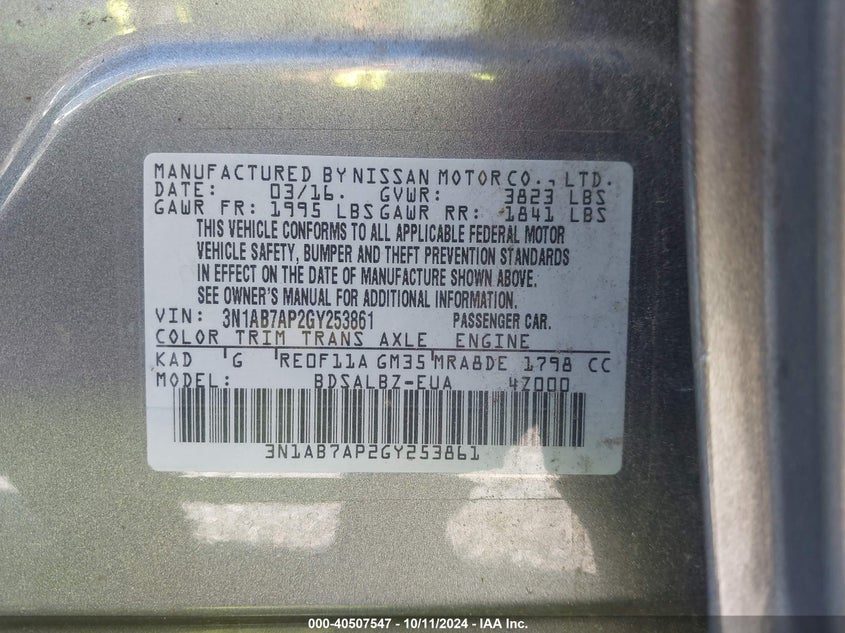 MANUFACTURED BY NISSAN MOTOR CO., LTD.
DATE: 03/16. GVWR: 3823 LBS
GAWR FR: 1995 LBS GAWR RR: 1841 LBS
THIS VEHICLE CONFORMS TO ALL APPLICABLE FEDERAL MOTOR
VEHICLE SAFETY, BUMPER AND THEFT PREVENTION STANDARDS
IN EFFECT ON THE DATE OF MANUFACTURE SHOWN ABOVE.
SEE OWNER'S MANUAL FOR ADDITIONAL INFORMATION.
VIN: 3N1AB7AP2GY253861 PASSENGER CAR.
COLOR TRIM TRANS AXLE ENGINE
KAD G RE0F11A GM35 MRA8DE 1798 CC
MODEL: BDSALBZ-EUA 4Z000
3N1AB7AP2GY253861
000-40507547 - 10/11/2024 - IAA Inc.